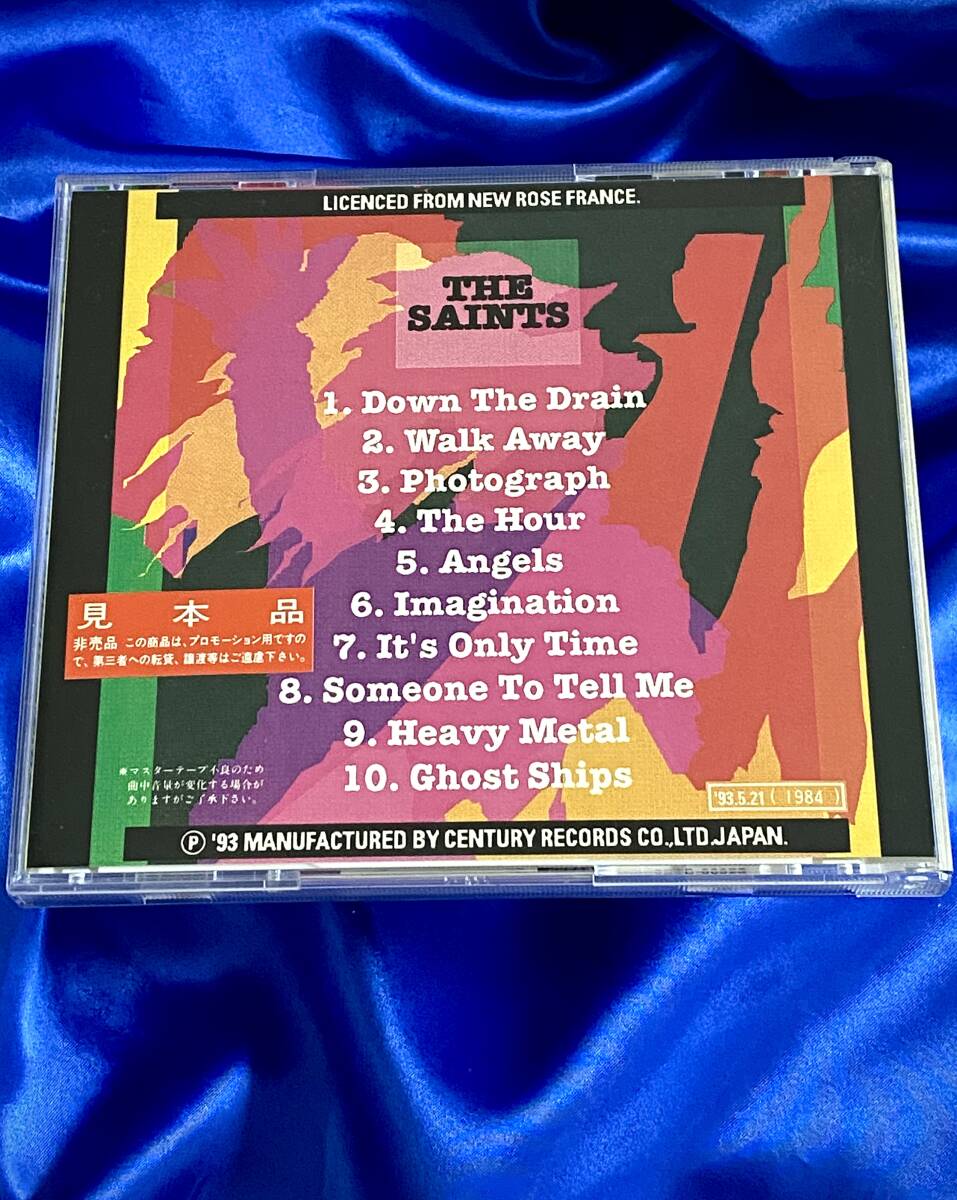 LICENCED FROM NEW ROSE FRANCE.
THE
SAINTS
1. Down The Drain
2. Walk Away
3. Photograph
4. The Hour
5. Angels
6. Imagination
7. It's Only Time
8. Someone To Tell Me
9. Heavy Metal
10. Ghost Ships
見本品
非売品 この商品は、プロモーション用ですの
で、第三者への転貸、譲渡等はご遠慮下さい。
※マスターテープ不良のため
曲中音量が変化する場合が
ありますがご了承下さい。
'93.5.21 (1984)
Ⓟ '93 MANUFACTURED BY CENTURY RECORDS CO.,LTD.JAPAN.